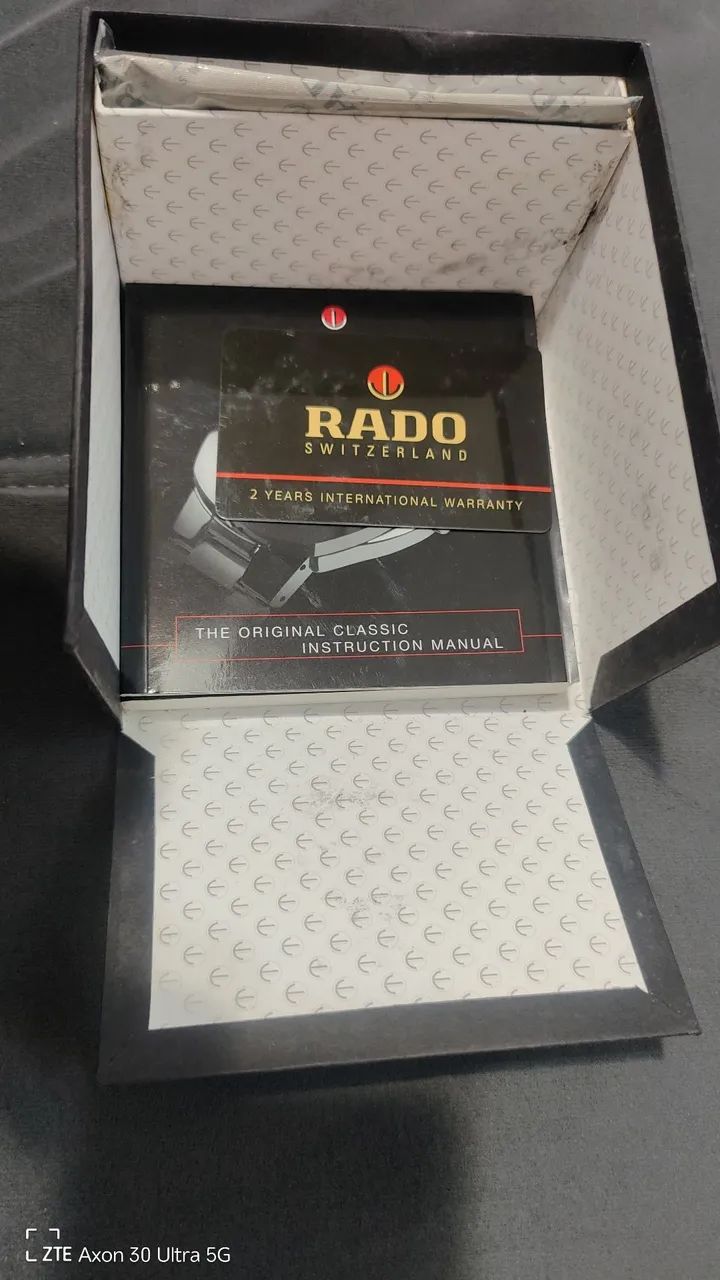 RADO
SWITZERLAND
2 YEARS INTERNATIONAL WARRANTY
THE ORIGINAL CLASSIC
INSTRUCTION MANUAL
ZTE Axon 30 Ultra 5G